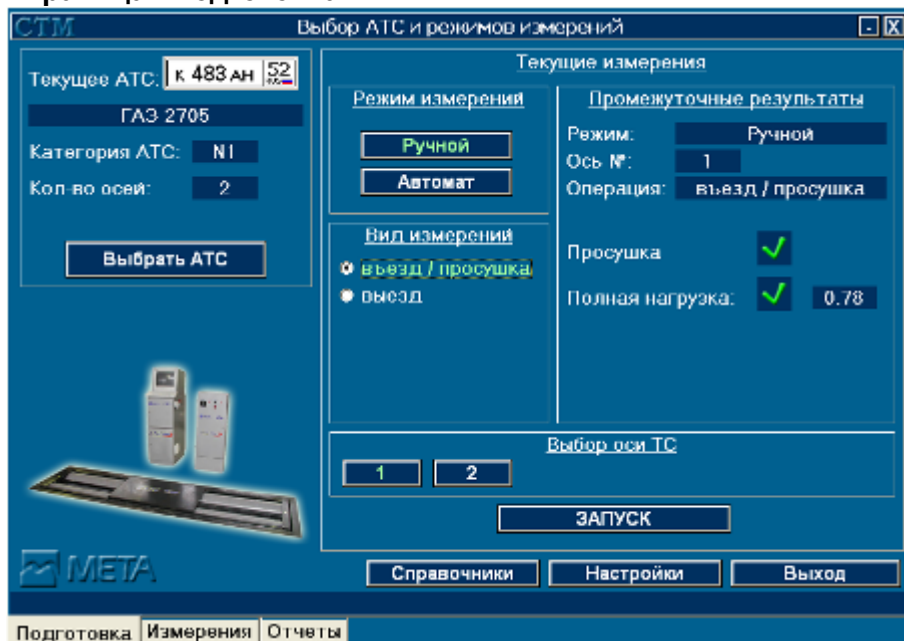 СТМ
Выбор АТС и режимов измерений
Текущее АТС: К 483 АН 52
ГАЗ 2705
Категория АТС: N1
Кол-во осей: 2
Выбрать АТС
Текущие измерения
Режим измерений
Ручной
Автомат
Вид измерений
въезд / просушка
выезд
Промежуточные результаты
Режим: Ручной
Ось №: 1
Операция: въезд / просушка
Просушка
Полная нагрузка: 0.78
Выбор оси ТС
1 2
ЗАПУСК
МЕТА
Справочники Настройки Выход
Подготовка Измерения Отчеты